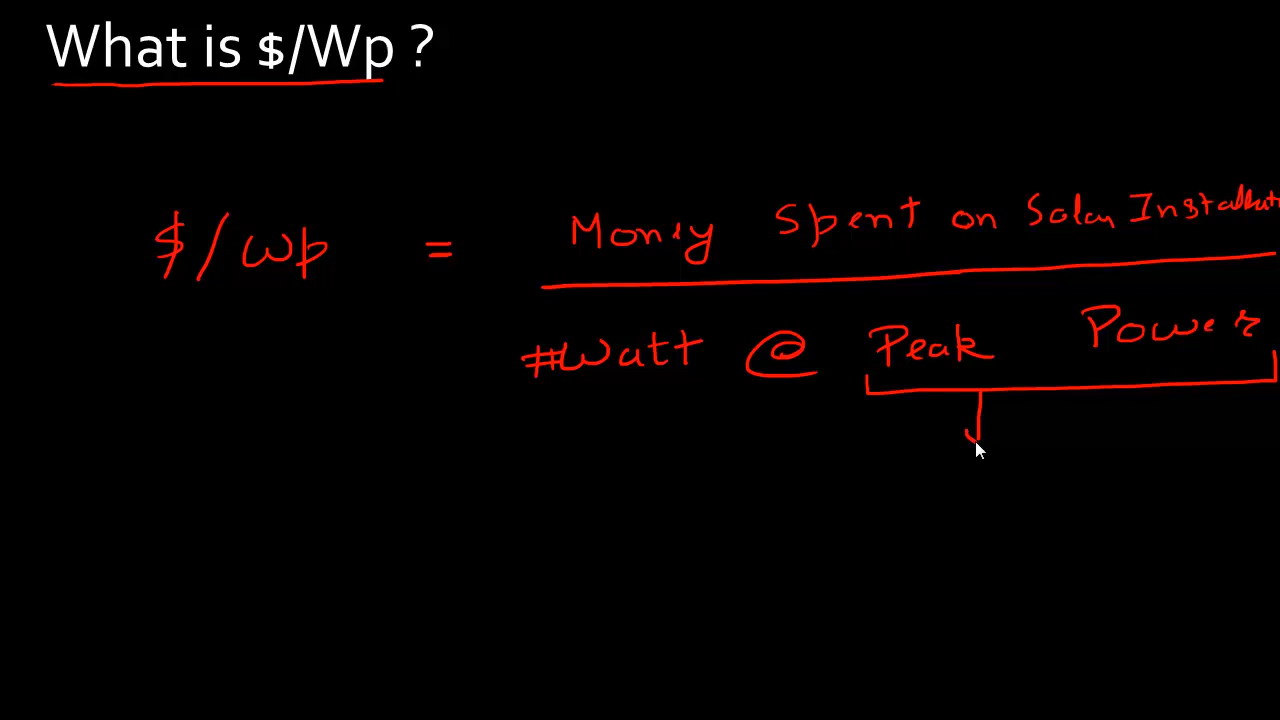 What is $/Wp ?
$/Wp = Money Spent on Solar
#Watt @ Peak Power